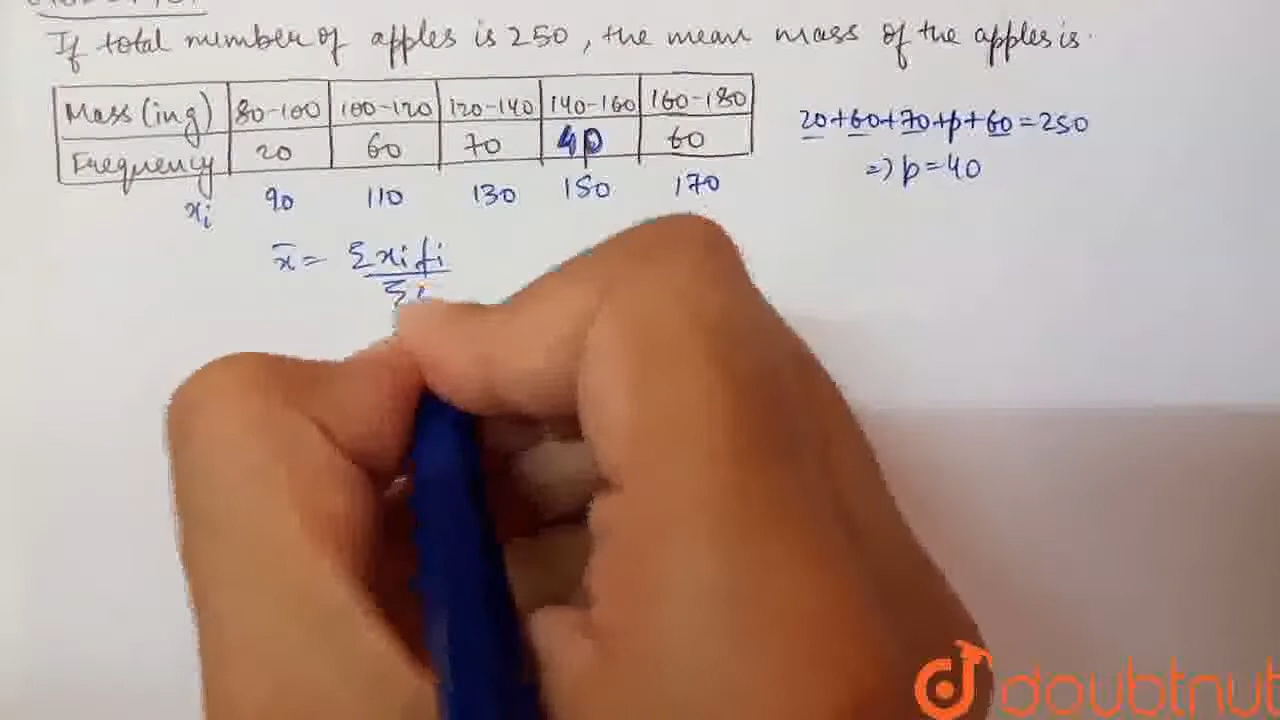 If total number of apples is 250, the mean mass of the apples is.
Mass (in g) 80-100 100-120 120-140 140-160 160-180
Frequency 20 60 70 40 60
xi 90 110 130 150 170
20+60+70+p+60=250
=) p=40
x̄ = Σxifi
Σ
doubtnut